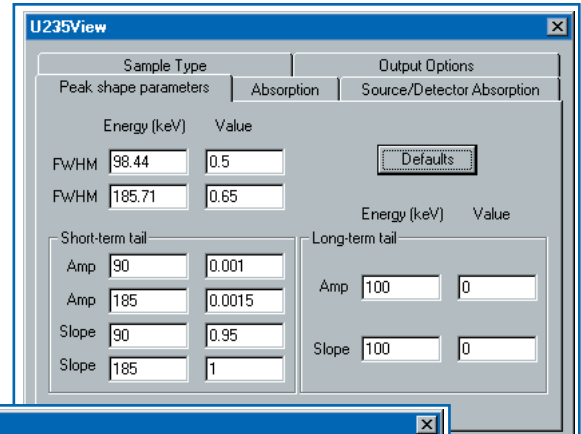 U235View
Sample Type Output Options
Peak shape parameters Absorption Source/Detector Absorption
Energy (keV) Value
FWHM 98.44 0.5 Defaults
FWHM 185.71 0.65
Energy (keV) Value
Short-term tail Long-term tail
Amp 90 0.001
Amp 100 0
Amp 185 0.0015
Slope 90 0.95
Slope 100 0
Slope 185 1